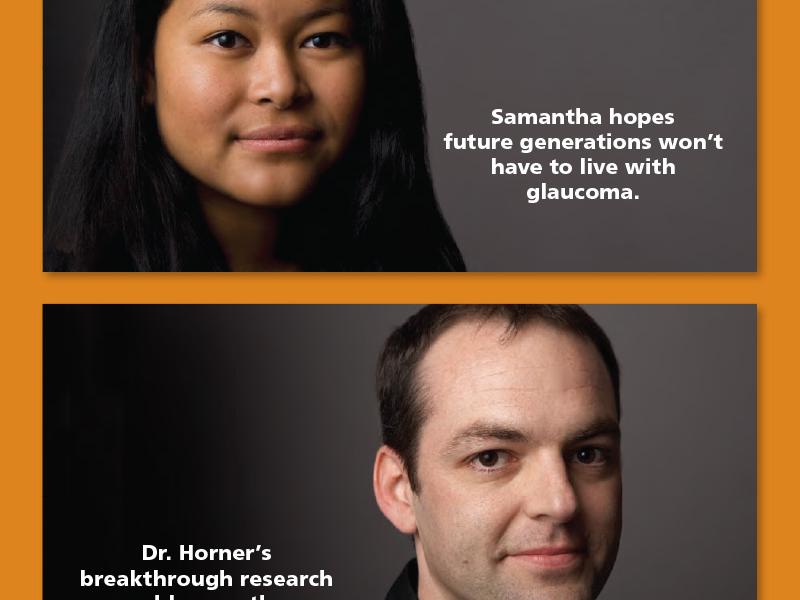 Samantha hopes
future generations won’t
have to live with
glaucoma.
Dr. Horner’s
breakthrough research